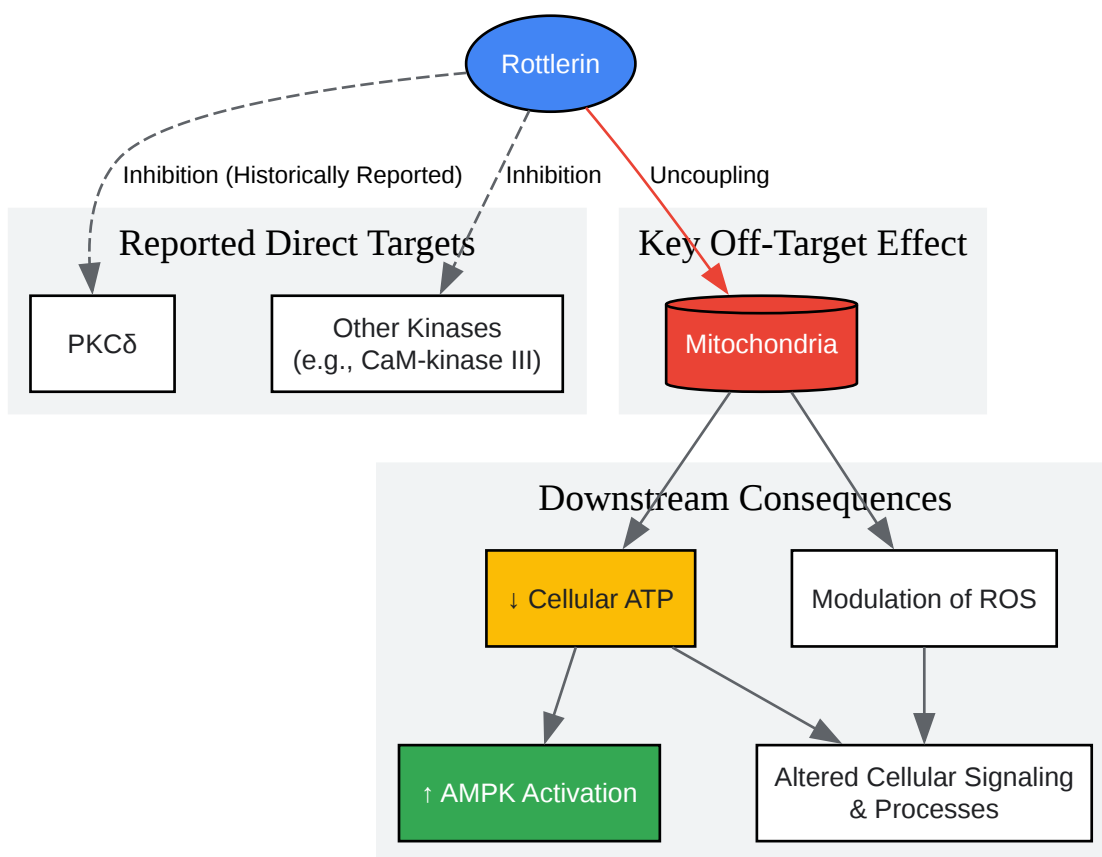 Rottlerin
Inhibition (Historically Reported)
Inhibition
Uncoupling
Reported Direct Targets
Key Off-Target Effect
PKCδ
Other Kinases
(e.g., CaM-kinase III)
Mitochondria
Downstream Consequences
↓ Cellular ATP
Modulation of ROS
↑ AMPK Activation
Altered Cellular Signaling
& Processes